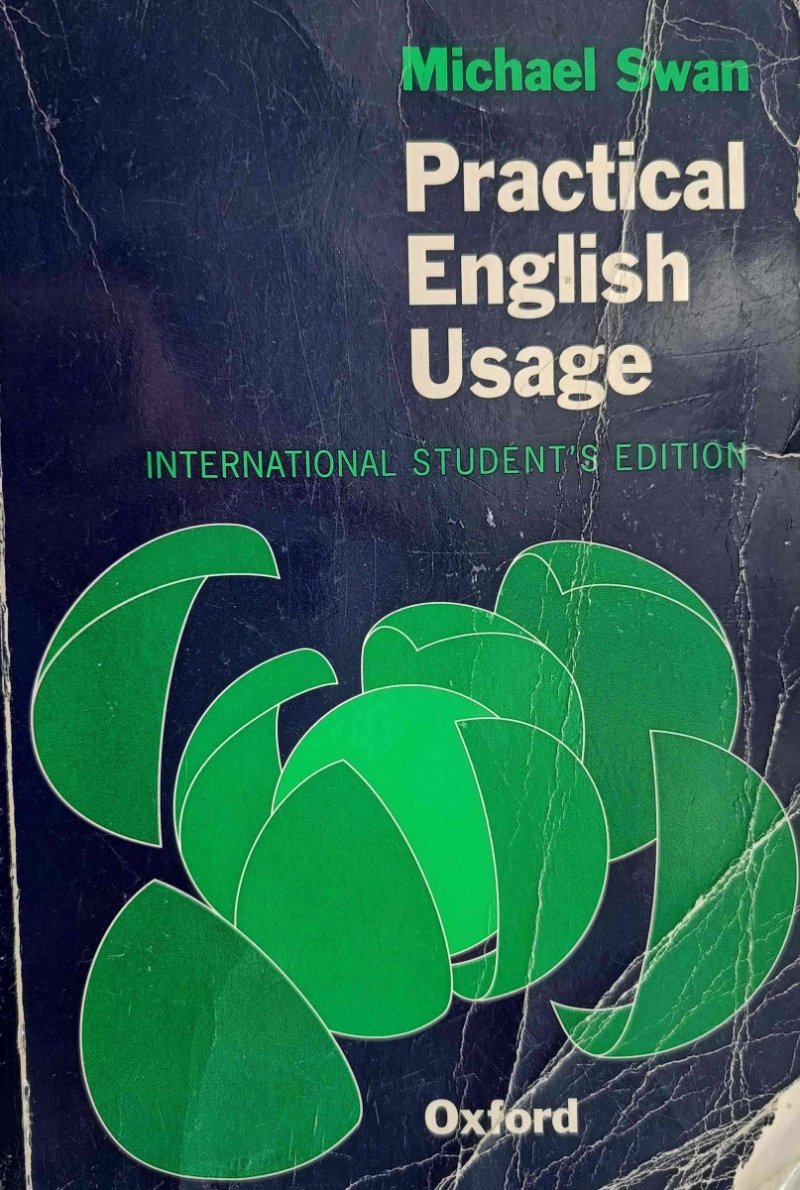 Michael Swan
Practical
English
Usage
INTERNATIONAL STUDENT'S EDITION
Oxford